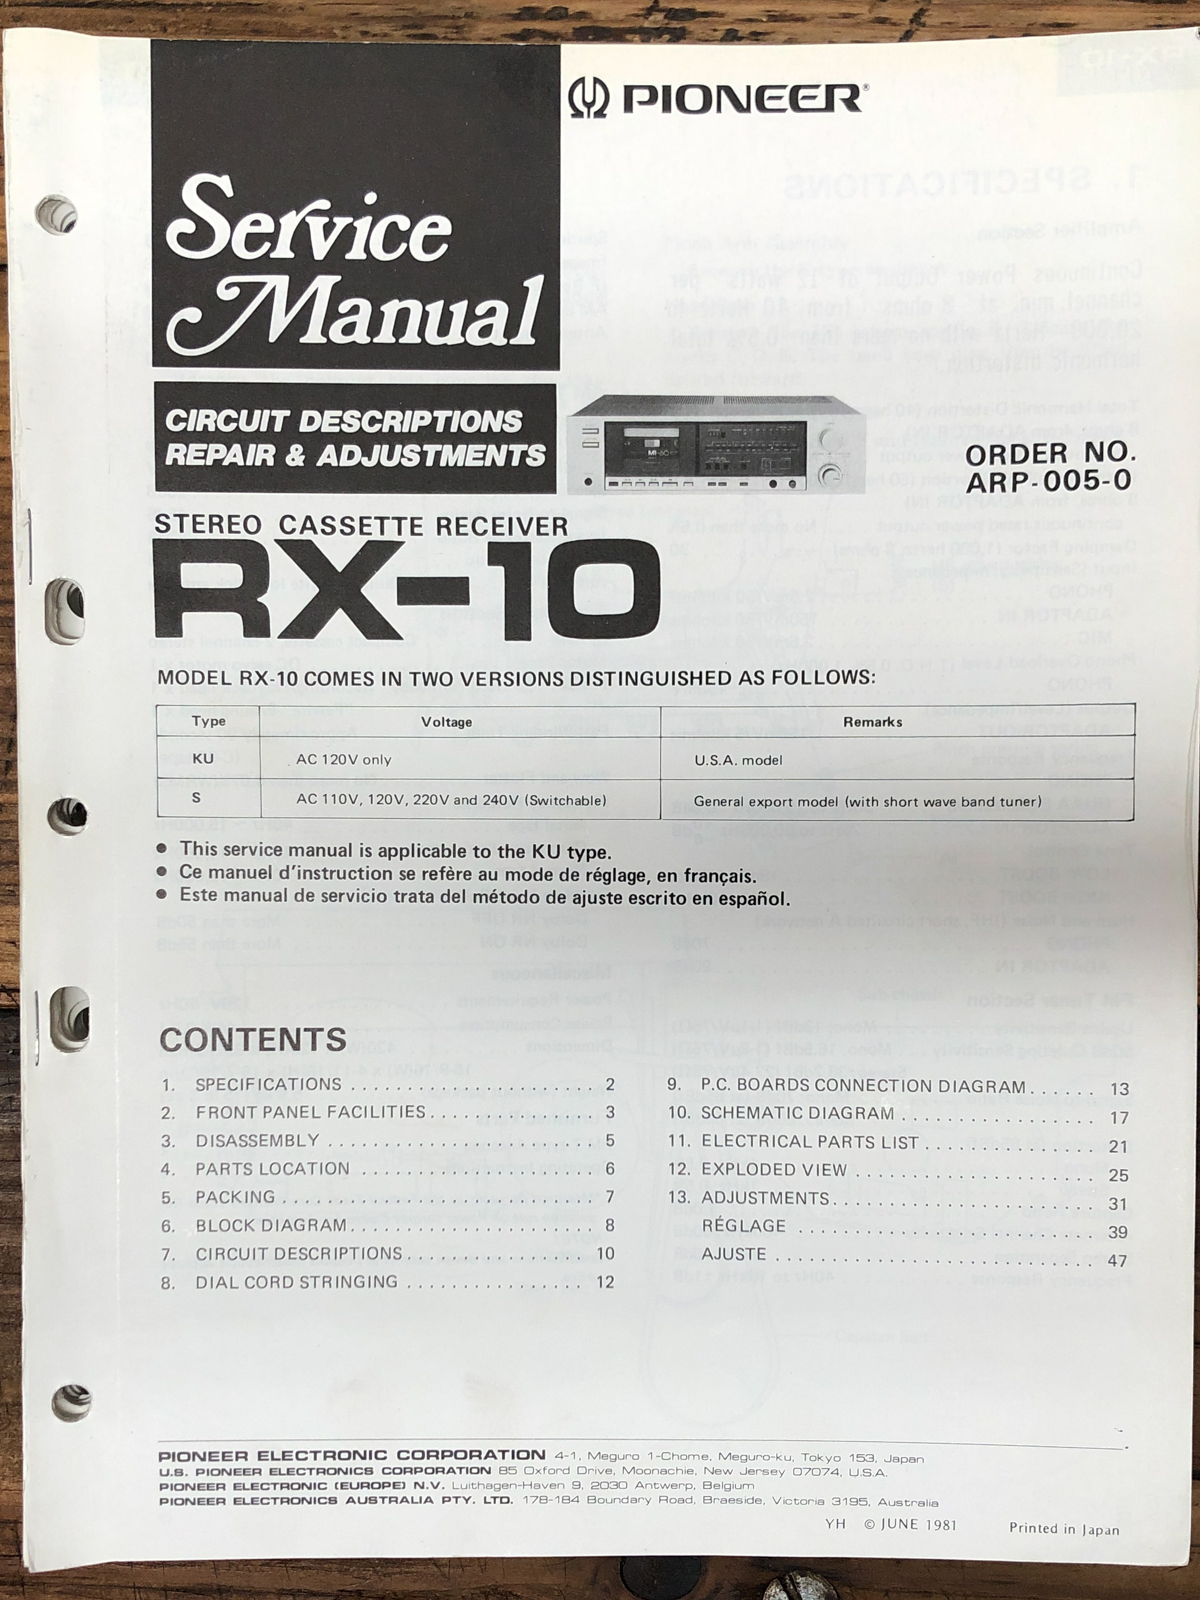 PIONEER®
Service
Manual
CIRCUIT DESCRIPTIONS
REPAIR & ADJUSTMENTS
ORDER NO.
ARP-005-0
STEREO CASSETTE RECEIVER
RX-10
MODEL RX-10 COMES IN TWO VERSIONS DISTINGUISHED AS FOLLOWS:
Type Voltage Remarks
KU AC 120V only U.S.A. model
S AC 110V, 120V, 220V and 240V (Switchable) General export model (with short wave band tuner)
● This service manual is applicable to the KU type.
● Ce manuel d'instruction se refère au mode de réglage, en français.
● Este manual de servicio trata del método de ajuste escrito en español.
CONTENTS
1. SPECIFICATIONS . . . . . . . . . . . . . . . . . . . . . . 2
2. FRONT PANEL FACILITIES . . . . . . . . . . . . . . . 3
3. DISASSEMBLY . . . . . . . . . . . . . . . . . . . . . . . . 5
4. PARTS LOCATION . . . . . . . . . . . . . . . . . . . . . 6
5. PACKING . . . . . . . . . . . . . . . . . . . . . . . . . . . . 7
6. BLOCK DIAGRAM . . . . . . . . . . . . . . . . . . . . . . 8
7. CIRCUIT DESCRIPTIONS . . . . . . . . . . . . . . . . . 10
8. DIAL CORD STRINGING . . . . . . . . . . . . . . . . . 12
9. P.C. BOARDS CONNECTION DIAGRAM . . . . . . 13
10. SCHEMATIC DIAGRAM . . . . . . . . . . . . . . . . . . 17
11. ELECTRICAL PARTS LIST . . . . . . . . . . . . . . . 21
12. EXPLODED VIEW . . . . . . . . . . . . . . . . . . . . . . 25
13. ADJUSTMENTS . . . . . . . . . . . . . . . . . . . . . . . . 31
RÉGLAGE . . . . . . . . . . . . . . . . . . . . . . . . . . . 39
AJUSTE . . . . . . . . . . . . . . . . . . . . . . . . . . . . . 47
PIONEER ELECTRONIC CORPORATION 4-1, Meguro 1-Chome, Meguro-ku, Tokyo 153, Japan
U.S. PIONEER ELECTRONICS CORPORATION 85 Oxford Drive, Moonachie, New Jersey 07074, U.S.A.
PIONEER ELECTRONIC (EUROPE) N.V. Luithagen-Haven 9, 2030 Antwerp, Belgium
PIONEER ELECTRONICS AUSTRALIA PTY. LTD. 178-184 Boundary Road, Braeside, Victoria 3195, Australia
YH © JUNE 1981 Printed in Japan